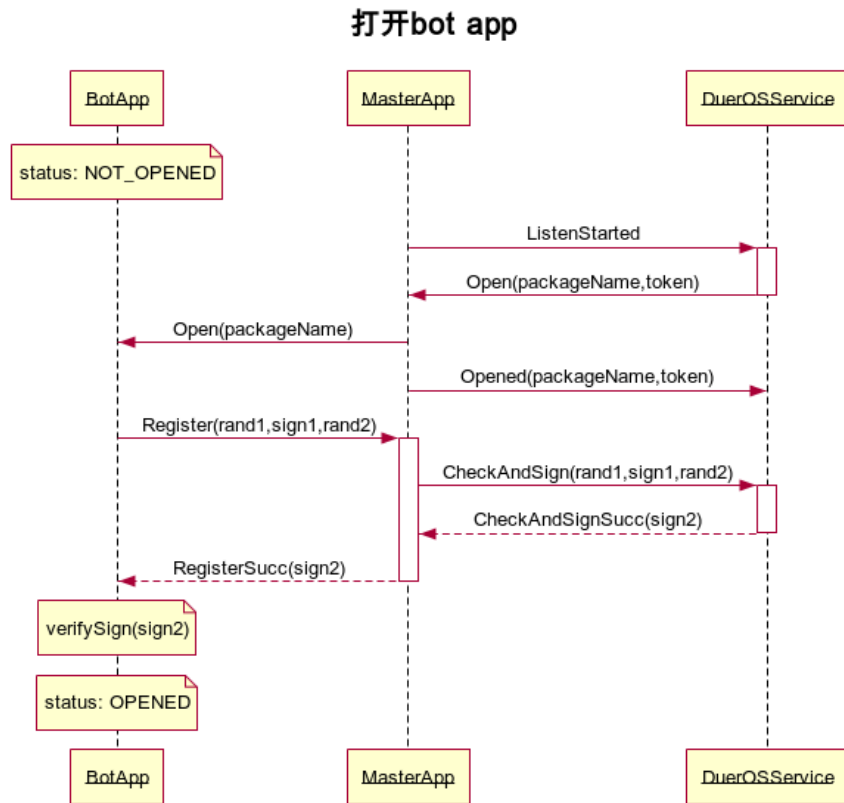 打开bot app
BotApp
MasterApp
DuerOSService
status: NOT_OPENED
ListenStarted
Open(packageName,token)
Open(packageName)
Opened(packageName,token)
Register(rand1,sign1,rand2)
CheckAndSign(rand1,sign1,rand2)
CheckAndSignSucc(sign2)
RegisterSucc(sign2)
verifySign(sign2)
status: OPENED
BotApp
MasterApp
DuerOSService